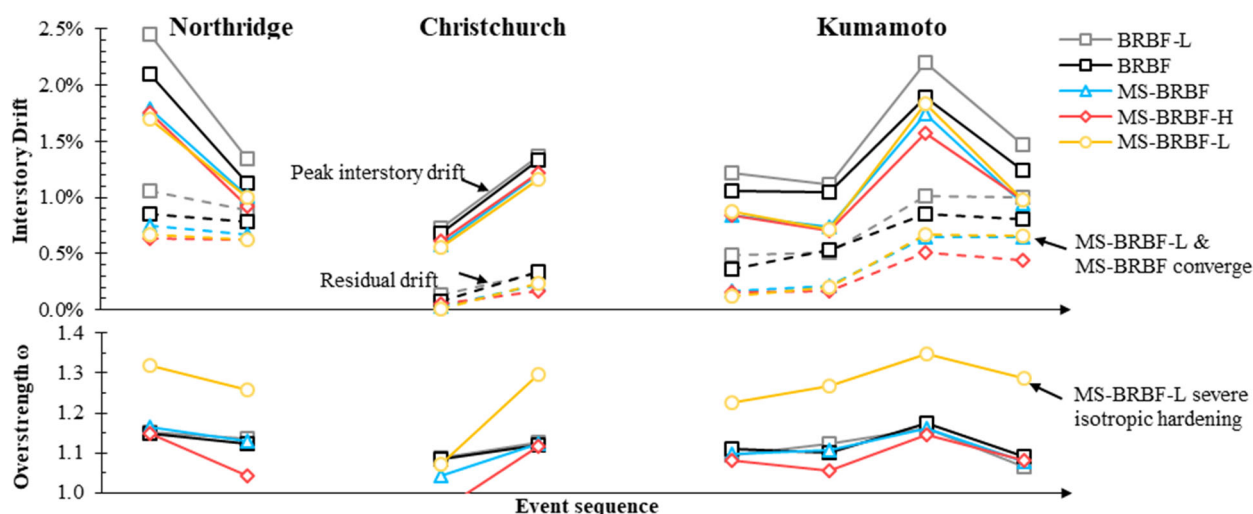 Northridge
Christchurch
Kumamoto
2.5%
2.0%
1.5%
1.0%
0.5%
0.0%
Interstory Drift
Peak interstory drift
Residual drift
BRBF-L
BRBF
MS-BRBF
MS-BRBF-H
MS-BRBF-L
MS-BRBF-L &
MS-BRBF converge
1.4
1.3
1.2
1.1
1.0
Overstrength ω
MS-BRBF-L severe
isotropic hardening
Event sequence